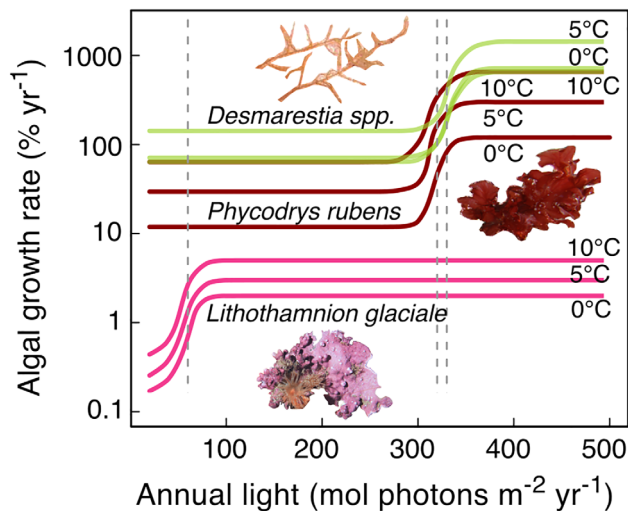 Algal growth rate (% yr-1)
1000
100
10
1
0.1
5°C
0°C
10°C 10°C
Desmarestia spp.
5°C
0°C
Phycodrys rubens
10°C
5°C
0°C
Lithothamnion glaciale
100 200 300 400 500
Annual light (mol photons m-2 yr-1)